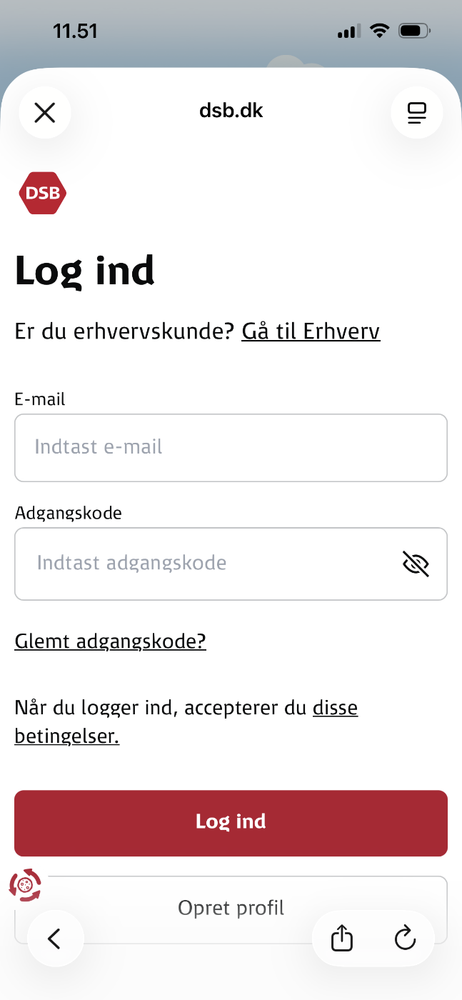 11.51
dsb.dk
DSB
Log ind
Er du erhvervskunde? Gå til Erhverv
E-mail
Indtast e-mail
Adgangskode
Indtast adgangskode
Glemt adgangskode?
Når du logger ind, accepterer du disse
betingelser.
Log ind
Opret profil